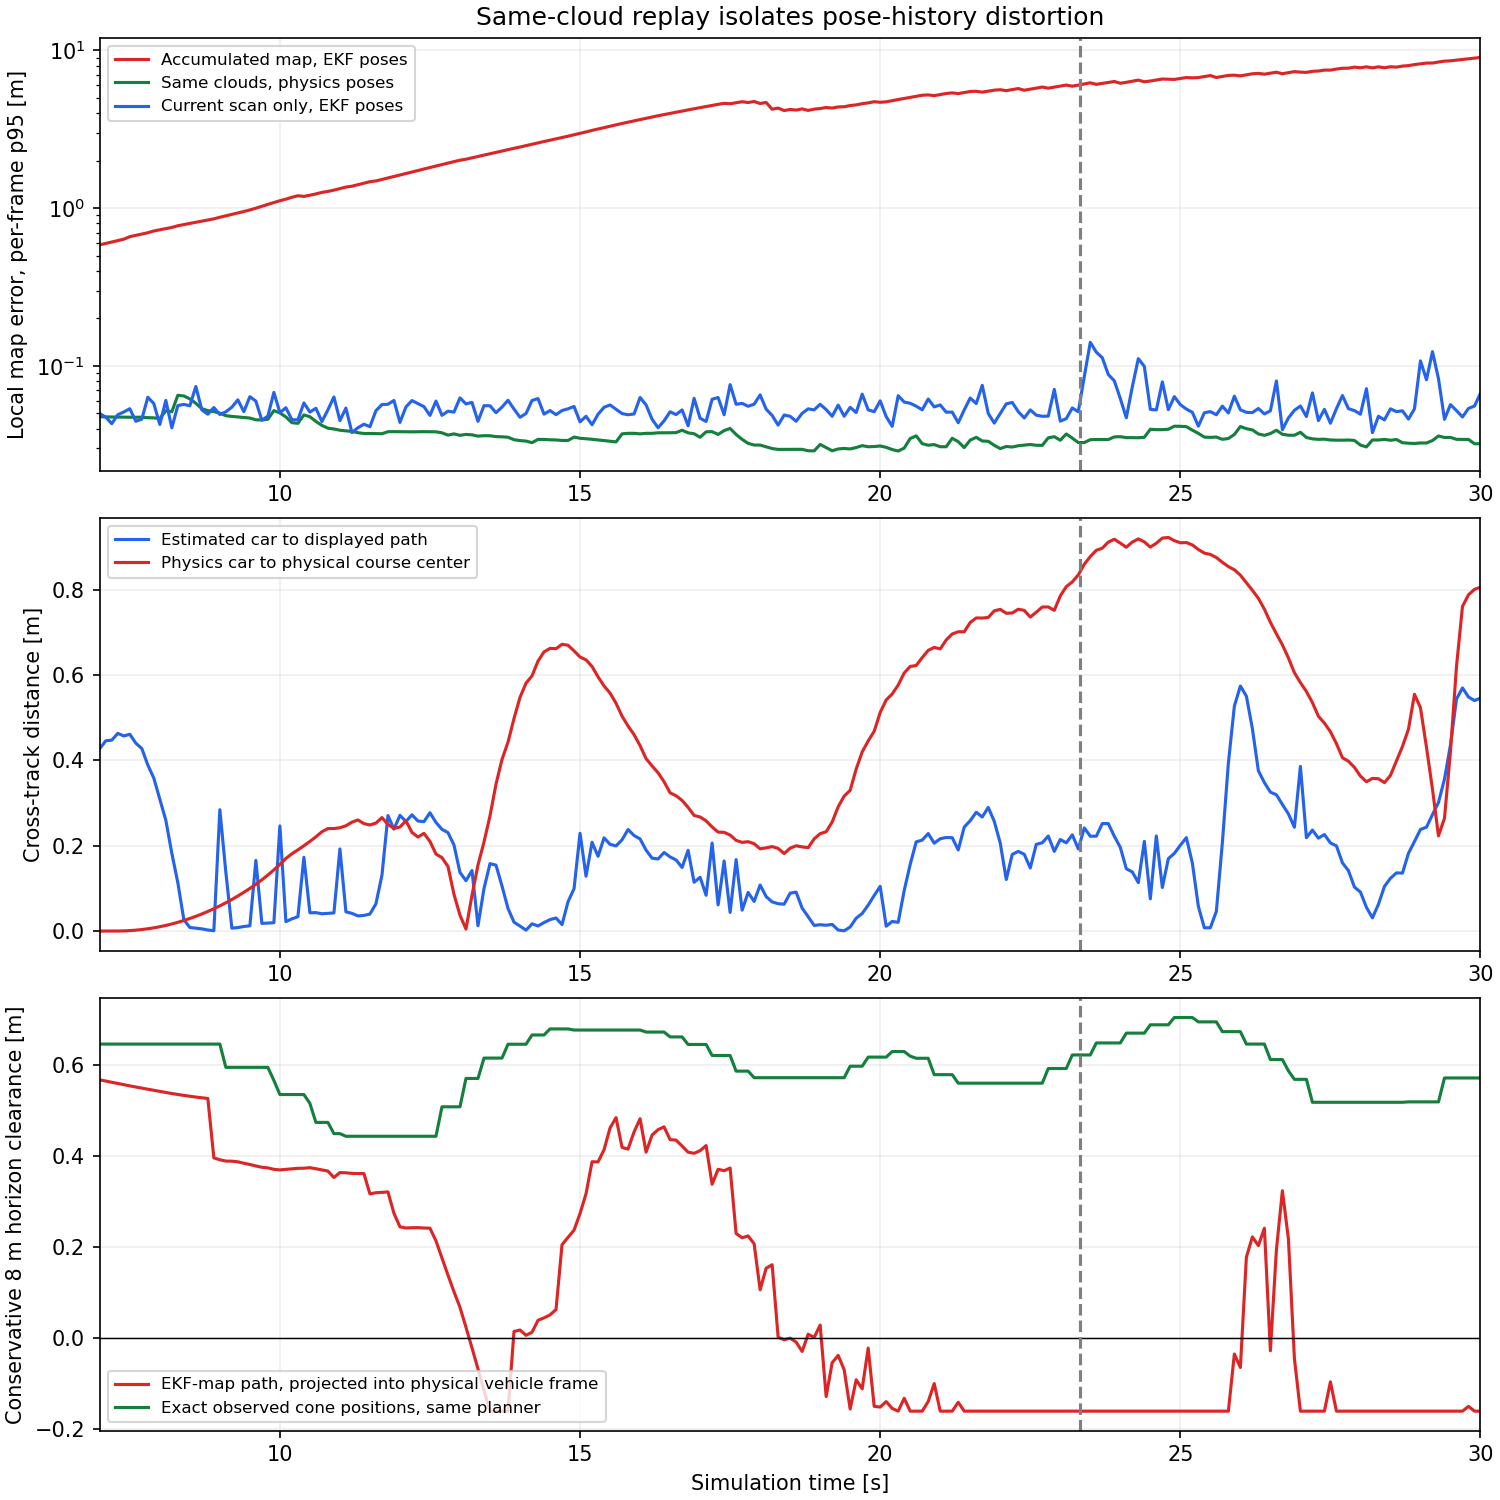 Same-cloud replay isolates pose-history distortion
Local map error, per-frame p95 [m]
10¹
10⁰
10⁻¹
Accumulated map, EKF poses
Same clouds, physics poses
Current scan only, EKF poses
10
15
20
25
30
Cross-track distance [m]
0.8
0.6
0.4
0.2
0.0
Estimated car to displayed path
Physics car to physical course center
10
15
20
25
30
Conservative 8 m horizon clearance [m]
0.6
0.4
0.2
0.0
−0.2
EKF-map path, projected into physical vehicle frame
Exact observed cone positions, same planner
10
15
20
25
30
Simulation time [s]